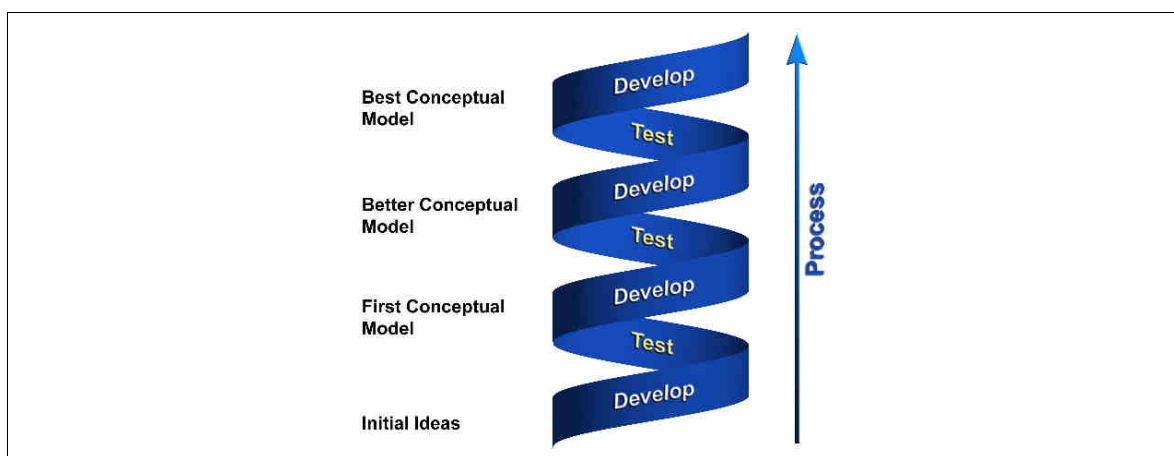 Develop
Best Conceptual
Model
Test
Develop
Better Conceptual
Model
Test
Process
Develop
First Conceptual
Model
Test
Develop
Initial Ideas